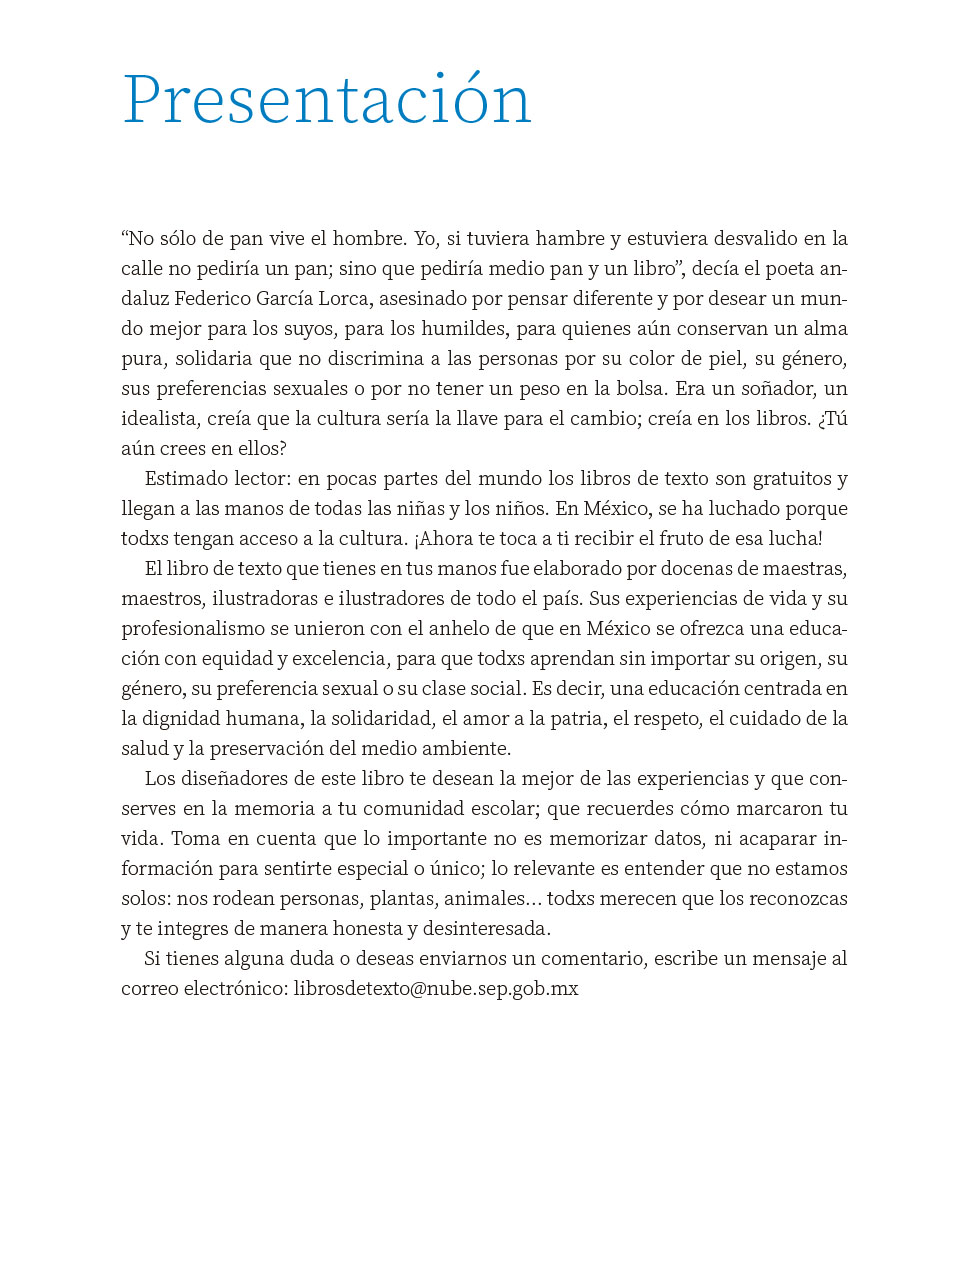 Presentación
“No sólo de pan vive el hombre. Yo, si tuviera hambre y estuviera desvalido en la
calle no pediría un pan; sino que pediría medio pan y un libro”, decía el poeta an-
daluz Federico García Lorca, asesinado por pensar diferente y por desear un mun-
do mejor para los suyos, para los humildes, para quienes aún conservan un alma
pura, solidaria que no discrimina a las personas por su color de piel, su género,
sus preferencias sexuales o por no tener un peso en la bolsa. Era un soñador, un
idealista, creía que la cultura sería la llave para el cambio; creía en los libros. ¿Tú
aún crees en ellos?
Estimado lector: en pocas partes del mundo los libros de texto son gratuitos y
llegan a las manos de todas las niñas y los niños. En México, se ha luchado porque
todxs tengan acceso a la cultura. ¡Ahora te toca a ti recibir el fruto de esa lucha!
El libro de texto que tienes en tus manos fue elaborado por docenas de maestras,
maestros, ilustradoras e ilustradores de todo el país. Sus experiencias de vida y su
profesionalismo se unieron con el anhelo de que en México se ofrezca una educa-
ción con equidad y excelencia, para que todxs aprendan sin importar su origen, su
género, su preferencia sexual o su clase social. Es decir, una educación centrada en
la dignidad humana, la solidaridad, el amor a la patria, el respeto, el cuidado de la
salud y la preservación del medio ambiente.
Los diseñadores de este libro te desean la mejor de las experiencias y que con-
serves en la memoria a tu comunidad escolar; que recuerdes cómo marcaron tu
vida. Toma en cuenta que lo importante no es memorizar datos, ni acaparar in-
formación para sentirte especial o único; lo relevante es entender que no estamos
solos: nos rodean personas, plantas, animales... todxs merecen que los reconozcas
y te integres de manera honesta y desinteresada.
Si tienes alguna duda o deseas enviarnos un comentario, escribe un mensaje al
correo electrónico: librosdetexto@nube.sep.gob.mx